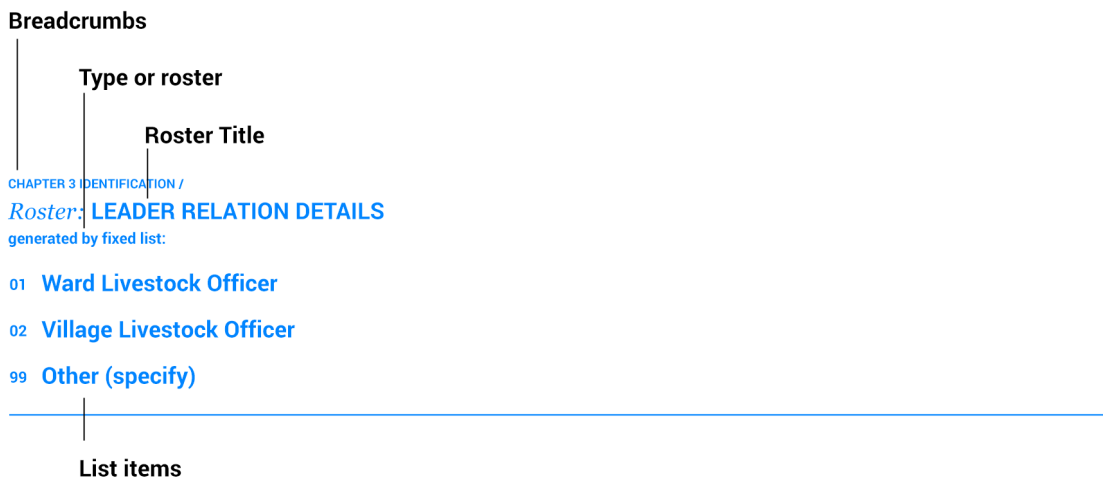 Breadcrumbs
Type or roster
Roster Title
CHAPTER 3 IDENTIFICATION /
Roster: LEADER RELATION DETAILS
generated by fixed list:
01 Ward Livestock Officer
02 Village Livestock Officer
99 Other (specify)
List items